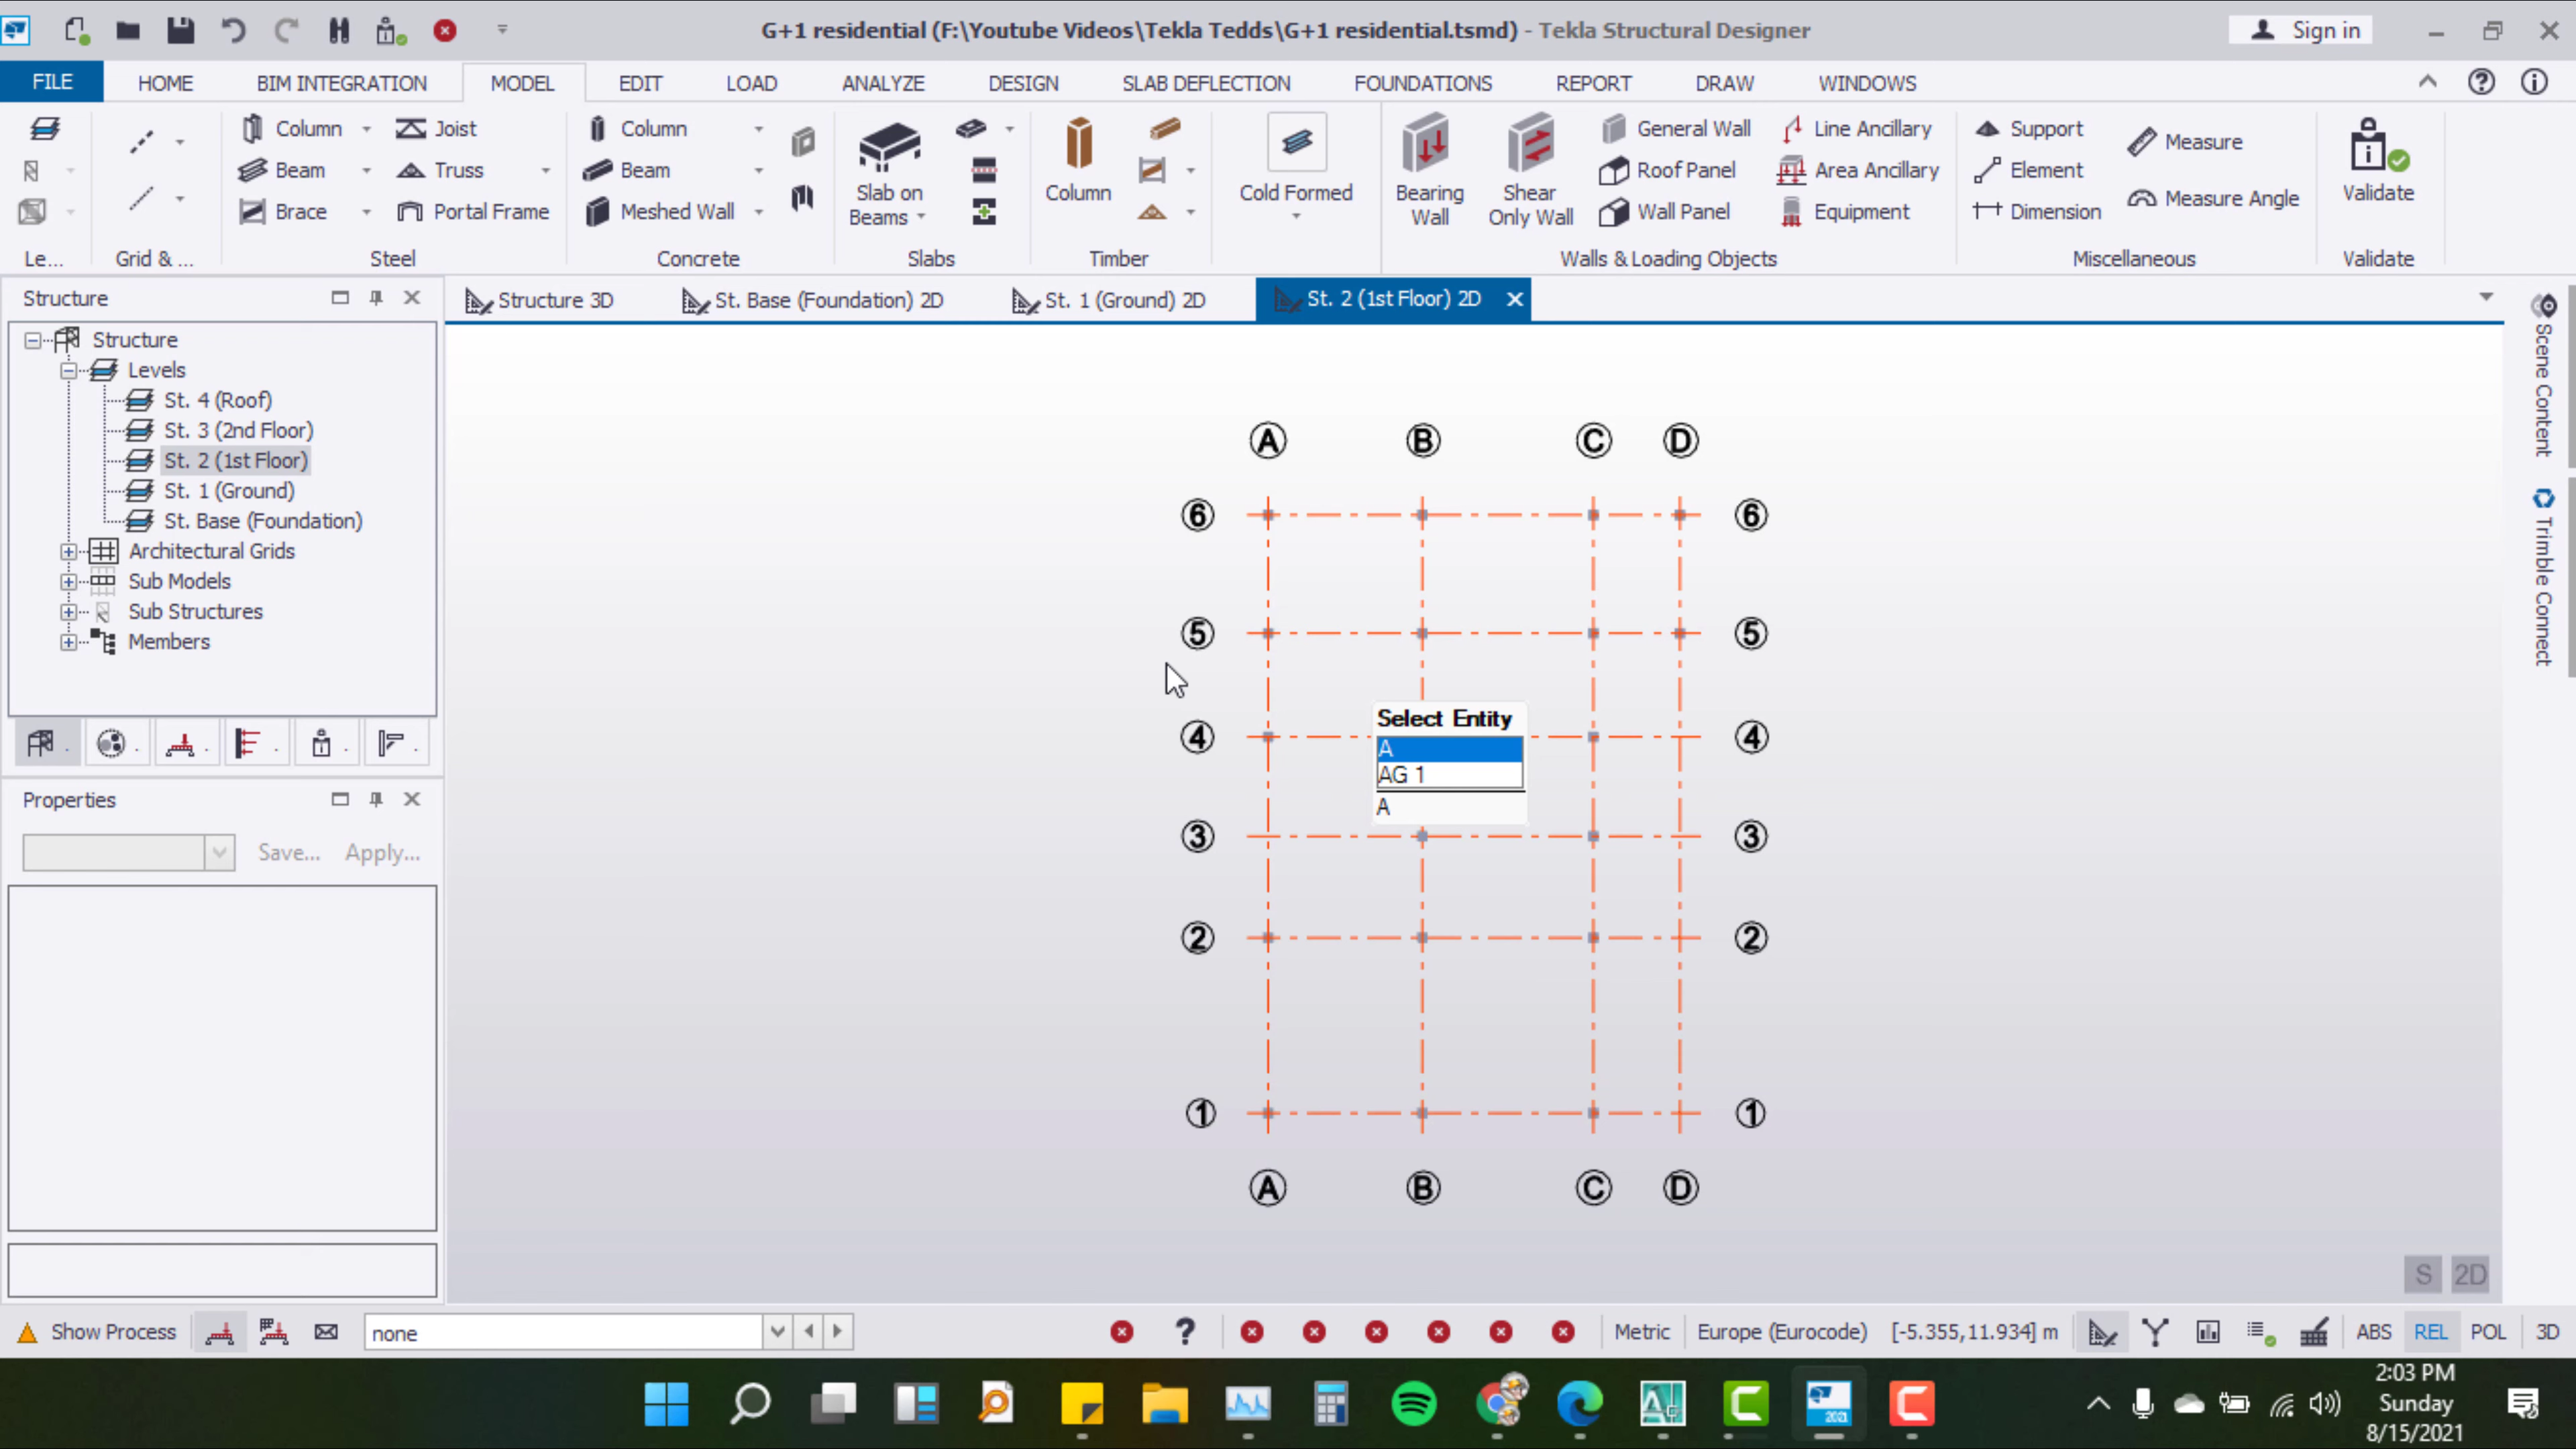 G+1 residential (F:\Youtube Videos\Tekla Tedds\G+1 residential.tsmd) - Tekla Structural Designer
Sign in
FILE HOME BIM INTEGRATION MODEL EDIT LOAD ANALYZE DESIGN SLAB DEFLECTION FOUNDATIONS REPORT DRAW WINDOWS
Column Joist Column General Wall Line Ancillary Support
Measure
Beam Truss Beam Roof Panel Area Ancillary Element
Slab on Beams Column Cold Formed Bearing Wall Shear Only Wall Validate
Measure Angle
Brace Portal Frame Meshed Wall Wall Panel Equipment Dimension
Le... Grid & ... Steel Concrete Slabs Timber Walls & Loading Objects Miscellaneous Validate
Structure
Structure 3D St. Base (Foundation) 2D St. 1 (Ground) 2D St. 2 (1st Floor) 2D
Structure
Levels
St. 4 (Roof)
St. 3 (2nd Floor)
St. 2 (1st Floor)
St. 1 (Ground)
St. Base (Foundation)
Architectural Grids
Sub Models
Sub Structures
Members
Properties
Save... Apply...
A B C D
6 6
5 5
4 4
Select Entity
A
AG 1
A
3 3
2 2
1 1
A B C D
Scene Content
Trimble Connect
S 2D
Show Process none ? Metric Europe (Eurocode) [-5.355,11.934] m ABS REL POL 3D
2021
2:03 PM
Sunday
8/15/2021